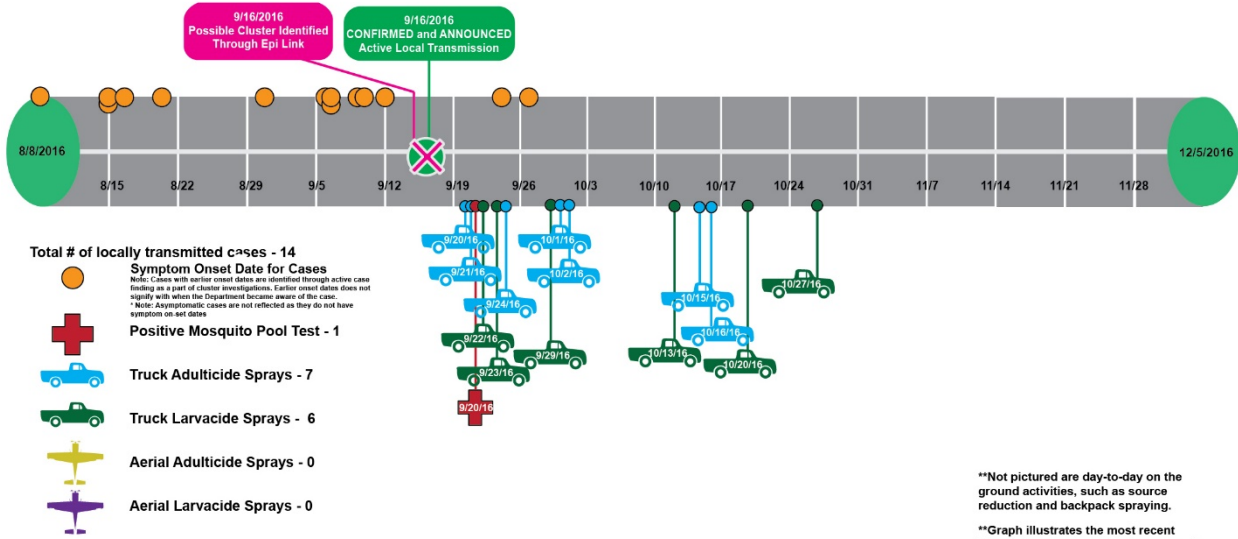 9/16/2016
Possible Cluster Identified
Through Epi Link
9/16/2016
CONFIRMED and ANNOUNCED
Active Local Transmission
8/8/2016
8/15
8/22
8/29
9/5
9/12
9/19
9/26
10/3
10/10
10/17
10/24
10/31
11/7
11/14
11/21
11/28
12/5/2016
9/20/16
9/21/16
9/24/16
9/22/16
9/23/16
9/20/16
10/1/16
10/2/16
9/29/16
10/15/16
10/16/16
10/13/16
10/20/16
10/27/16
Total # of locally transmitted cases - 14
Symptom Onset Date for Cases
Note: Cases with earlier onset dates are identified through active case
finding as a part of cluster investigations. Earlier onset dates does not
signify with when the Department became aware of the case.
* Note: Asymptomatic cases are not reflected as they do not have
symptom on-set dates
Positive Mosquito Pool Test - 1
Truck Adulticide Sprays - 7
Truck Larvacide Sprays - 6
Aerial Adulticide Sprays - 0
Aerial Larvacide Sprays - 0
**Not pictured are day-to-day on the
ground activities, such as source
reduction and backpack spraying.
**Graph illustrates the most recent